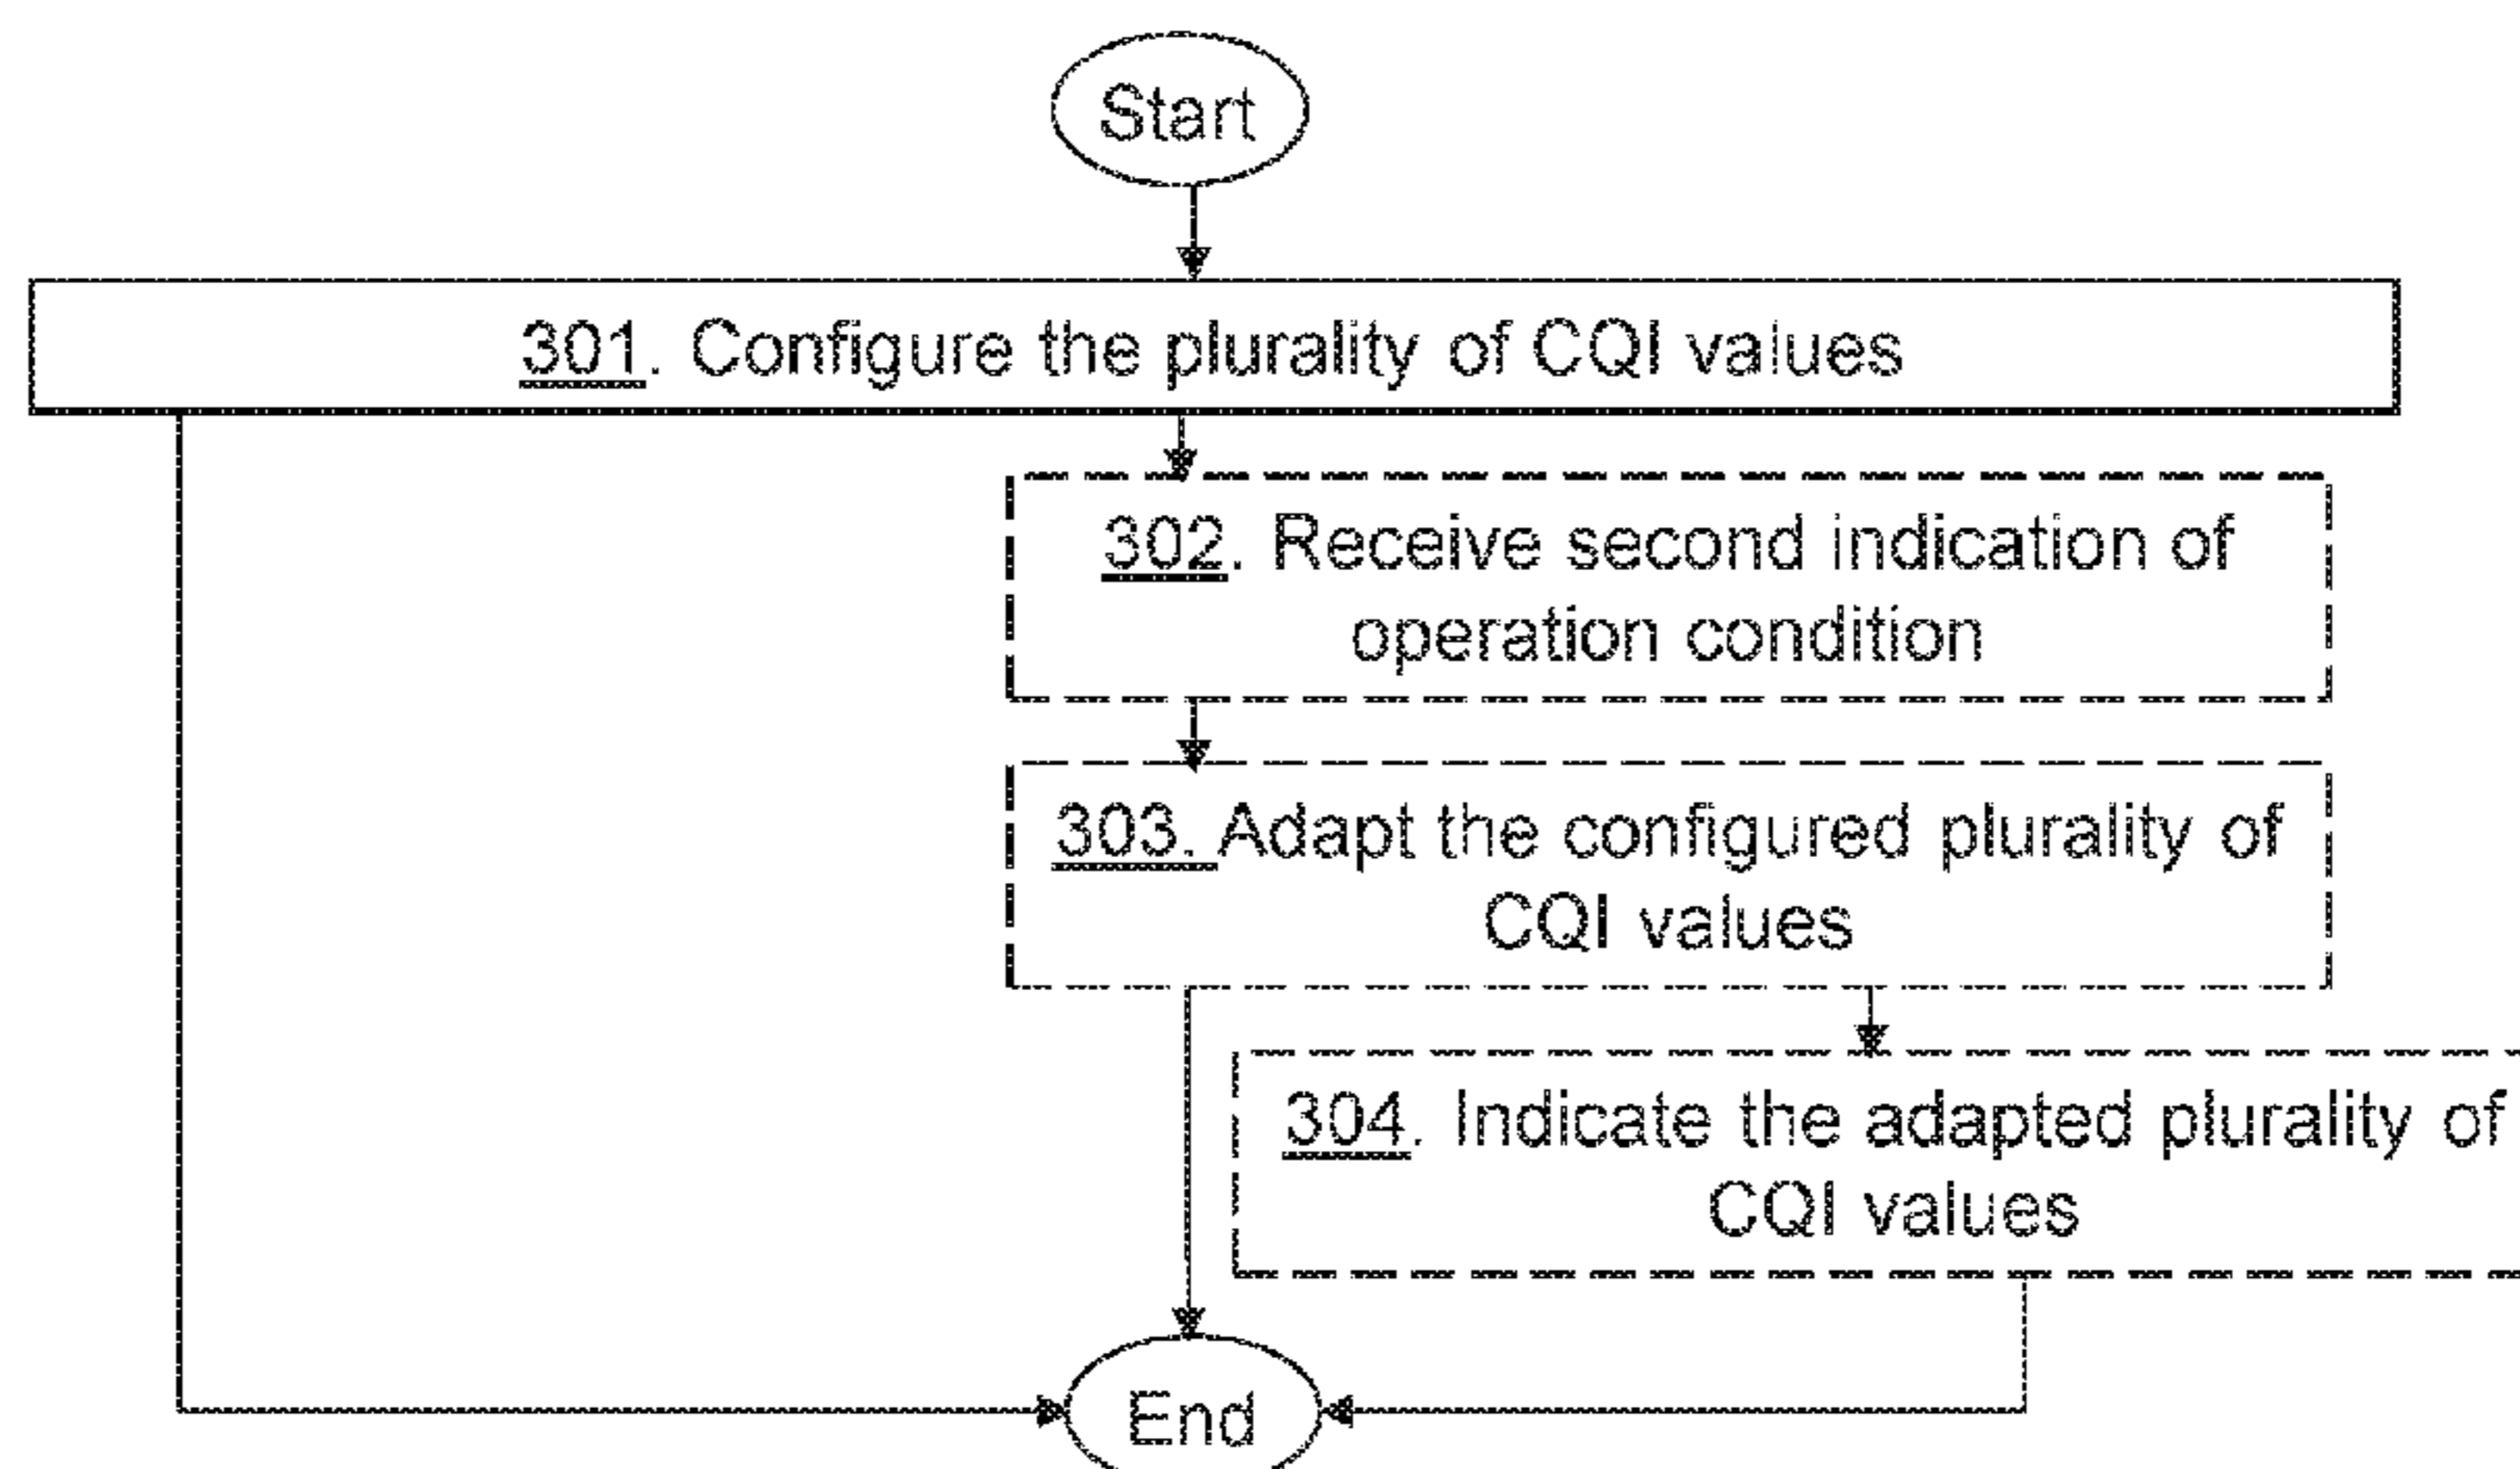 Start
301. Configure the plurality of CQI values
302. Receive second indication of
operation condition
303. Adapt the configured plurality of
CQI values
304. Indicate the adapted plurality of
CQI values
End